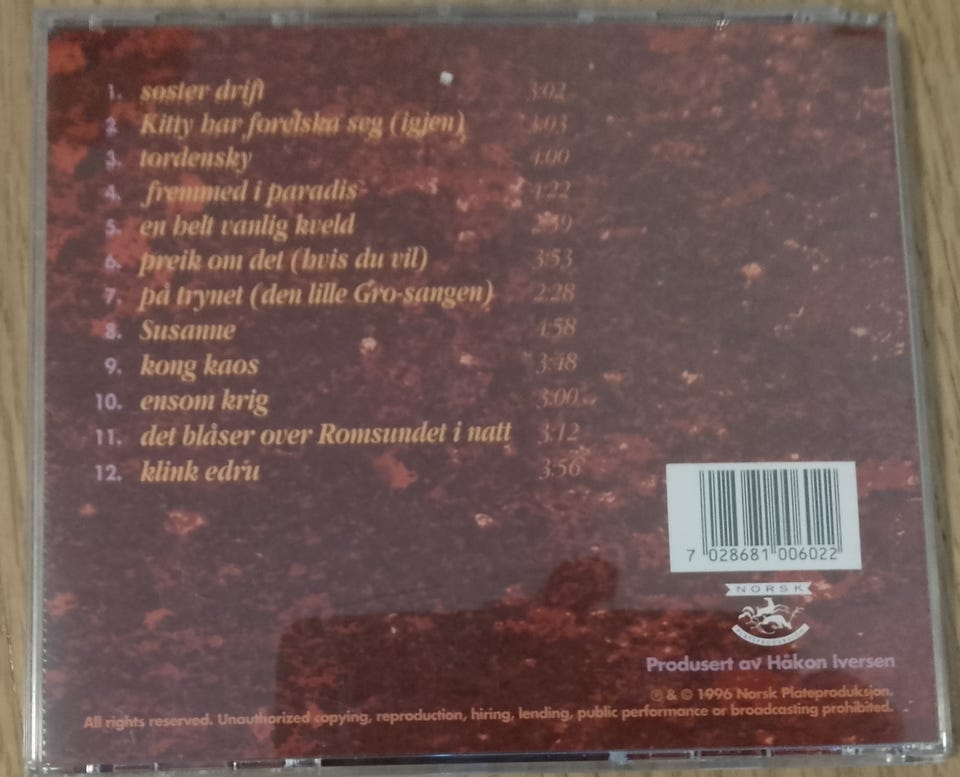 1. søster drift 3:02
2. Kitty har forelska seg (igjen) 3:03
3. tordensky 4:00
4. fremmed i paradis 4:22
5. en helt vanlig kveld
6. preik om det (hvis du vil) 3:53
7. på trynet (den lille Gro-sangen) 2:28
8. Susanne 4:58
9. kong kaos 3:48
10. ensom krig 3:00
11. det blåser over Romsundet i natt 3:12
12. klink edru 3:56
7 028681 006022
NORSK
PLATEPRODUKSJON
Produsert av Håkon Iversen
℗ & © 1996 Norsk Plateproduksjon.
All rights reserved. Unauthorized copying, reproduction, hiring, lending, public performance or broadcasting prohibited.